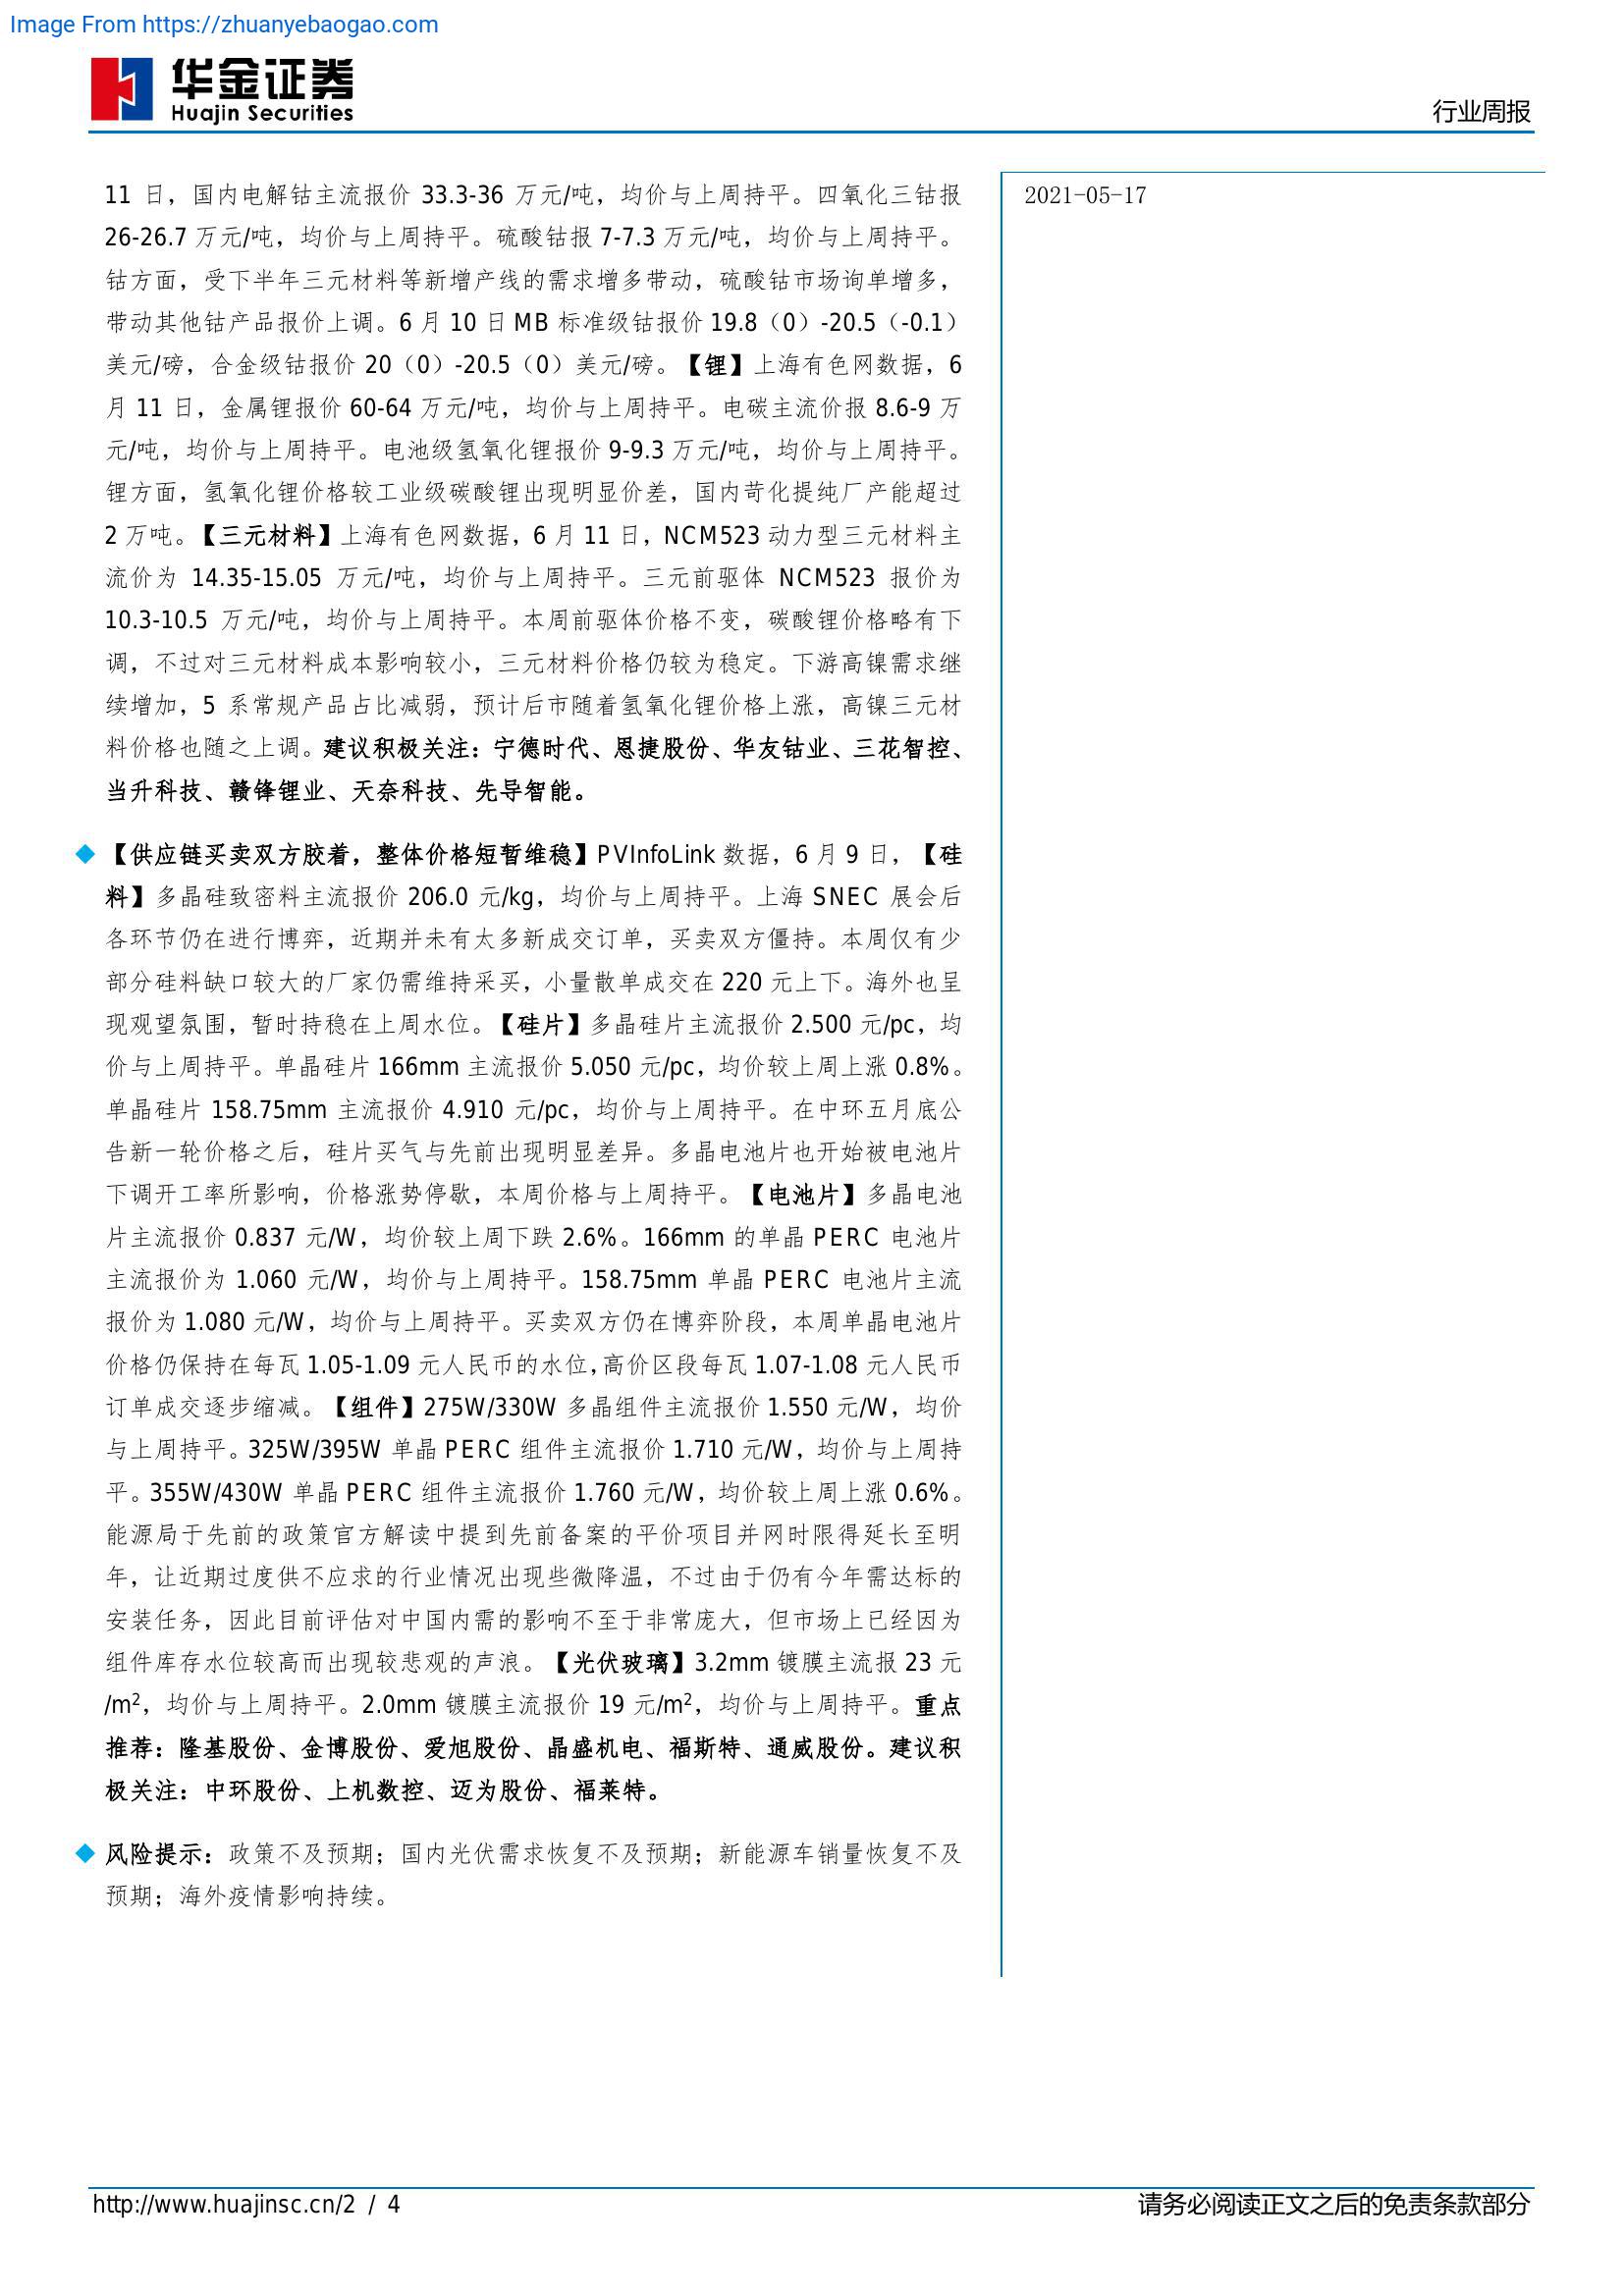 Image From https://zhuanyebaogao.com
华金证券
Huajin Securities
行业周报
11 日，国内电解钴主流报价 33.3-36 万元/吨，均价与上周持平。四氧化三钴报
26-26.7 万元/吨，均价与上周持平。硫酸钴报 7-7.3 万元/吨，均价与上周持平。
钴方面，受下半年三元材料等新增产线的需求增多带动，硫酸钴市场询单增多，
带动其他钴产品报价上调。6 月 10 日 MB 标准级钴报价 19.8（0）-20.5（-0.1）
美元/磅，合金级钴报价 20（0）-20.5（0）美元/磅。【锂】上海有色网数据，6
月 11 日，金属锂报价 60-64 万元/吨，均价与上周持平。电碳主流价报 8.6-9 万
元/吨，均价与上周持平。电池级氢氧化锂报价 9-9.3 万元/吨，均价与上周持平。
锂方面，氢氧化锂价格较工业级碳酸锂出现明显价差，国内苛化提纯厂产能超过
2 万吨。【三元材料】上海有色网数据，6 月 11 日，NCM523 动力型三元材料主
流价为 14.35-15.05 万元/吨，均价与上周持平。三元前驱体 NCM523 报价为
10.3-10.5 万元/吨，均价与上周持平。本周前驱体价格不变，碳酸锂价格略有下
调，不过对三元材料成本影响较小，三元材料价格仍较为稳定。下游高镍需求继
续增加，5 系常规产品占比减弱，预计后市随着氢氧化锂价格上涨，高镍三元材
料价格也随之上调。建议积极关注：宁德时代、恩捷股份、华友钴业、三花智控、
当升科技、赣锋锂业、天奈科技、先导智能。
2021-05-17
◆【供应链买卖双方胶着，整体价格短暂维稳】PVInfoLink 数据，6 月 9 日，【硅
料】多晶硅致密料主流报价 206.0 元/kg，均价与上周持平。上海 SNEC 展会后
各环节仍在进行博弈，近期并未有太多新成交订单，买卖双方僵持。本周仅有少
部分硅料缺口较大的厂家仍需维持采买，小量散单成交在 220 元上下。海外也呈
现观望氛围，暂时持稳在上周水位。【硅片】多晶硅片主流报价 2.500 元/pc，均
价与上周持平。单晶硅片 166mm 主流报价 5.050 元/pc，均价较上周上涨 0.8%。
单晶硅片 158.75mm 主流报价 4.910 元/pc，均价与上周持平。在中环五月底公
告新一轮价格之后，硅片买气与先前出现明显差异。多晶电池片也开始被电池片
下调开工率所影响，价格涨势停歇，本周价格与上周持平。【电池片】多晶电池
片主流报价 0.837 元/W，均价较上周下跌 2.6%。166mm 的单晶 PERC 电池片
主流报价为 1.060 元/W，均价与上周持平。158.75mm 单晶 PERC 电池片主流
报价为 1.080 元/W，均价与上周持平。买卖双方仍在博弈阶段，本周单晶电池片
价格仍保持在每瓦 1.05-1.09 元人民币的水位，高价区段每瓦 1.07-1.08 元人民币
订单成交逐步缩减。【组件】275W/330W 多晶组件主流报价 1.550 元/W，均价
与上周持平。325W/395W 单晶 PERC 组件主流报价 1.710 元/W，均价与上周持
平。355W/430W 单晶 PERC 组件主流报价 1.760 元/W，均价较上周上涨 0.6%。
能源局于先前的政策官方解读中提到先前备案的平价项目并网时限得延长至明
年，让近期过度供不应求的行业情况出现些微降温，不过由于仍有今年需达标的
安装任务，因此目前评估对中国内需的影响不至于非常庞大，但市场上已经因为
组件库存水位较高而出现较悲观的声浪。【光伏玻璃】3.2mm 镀膜主流报 23 元
/m²，均价与上周持平。2.0mm 镀膜主流报价 19 元/m²，均价与上周持平。重点
推荐：隆基股份、金博股份、爱旭股份、晶盛机电、福斯特、通威股份。建议积
极关注：中环股份、上机数控、迈为股份、福莱特。
◆ 风险提示：政策不及预期；国内光伏需求恢复不及预期；新能源车销量恢复不及
预期；海外疫情影响持续。
http://www.huajinsc.cn/2 / 4
请务必阅读正文之后的免责条款部分